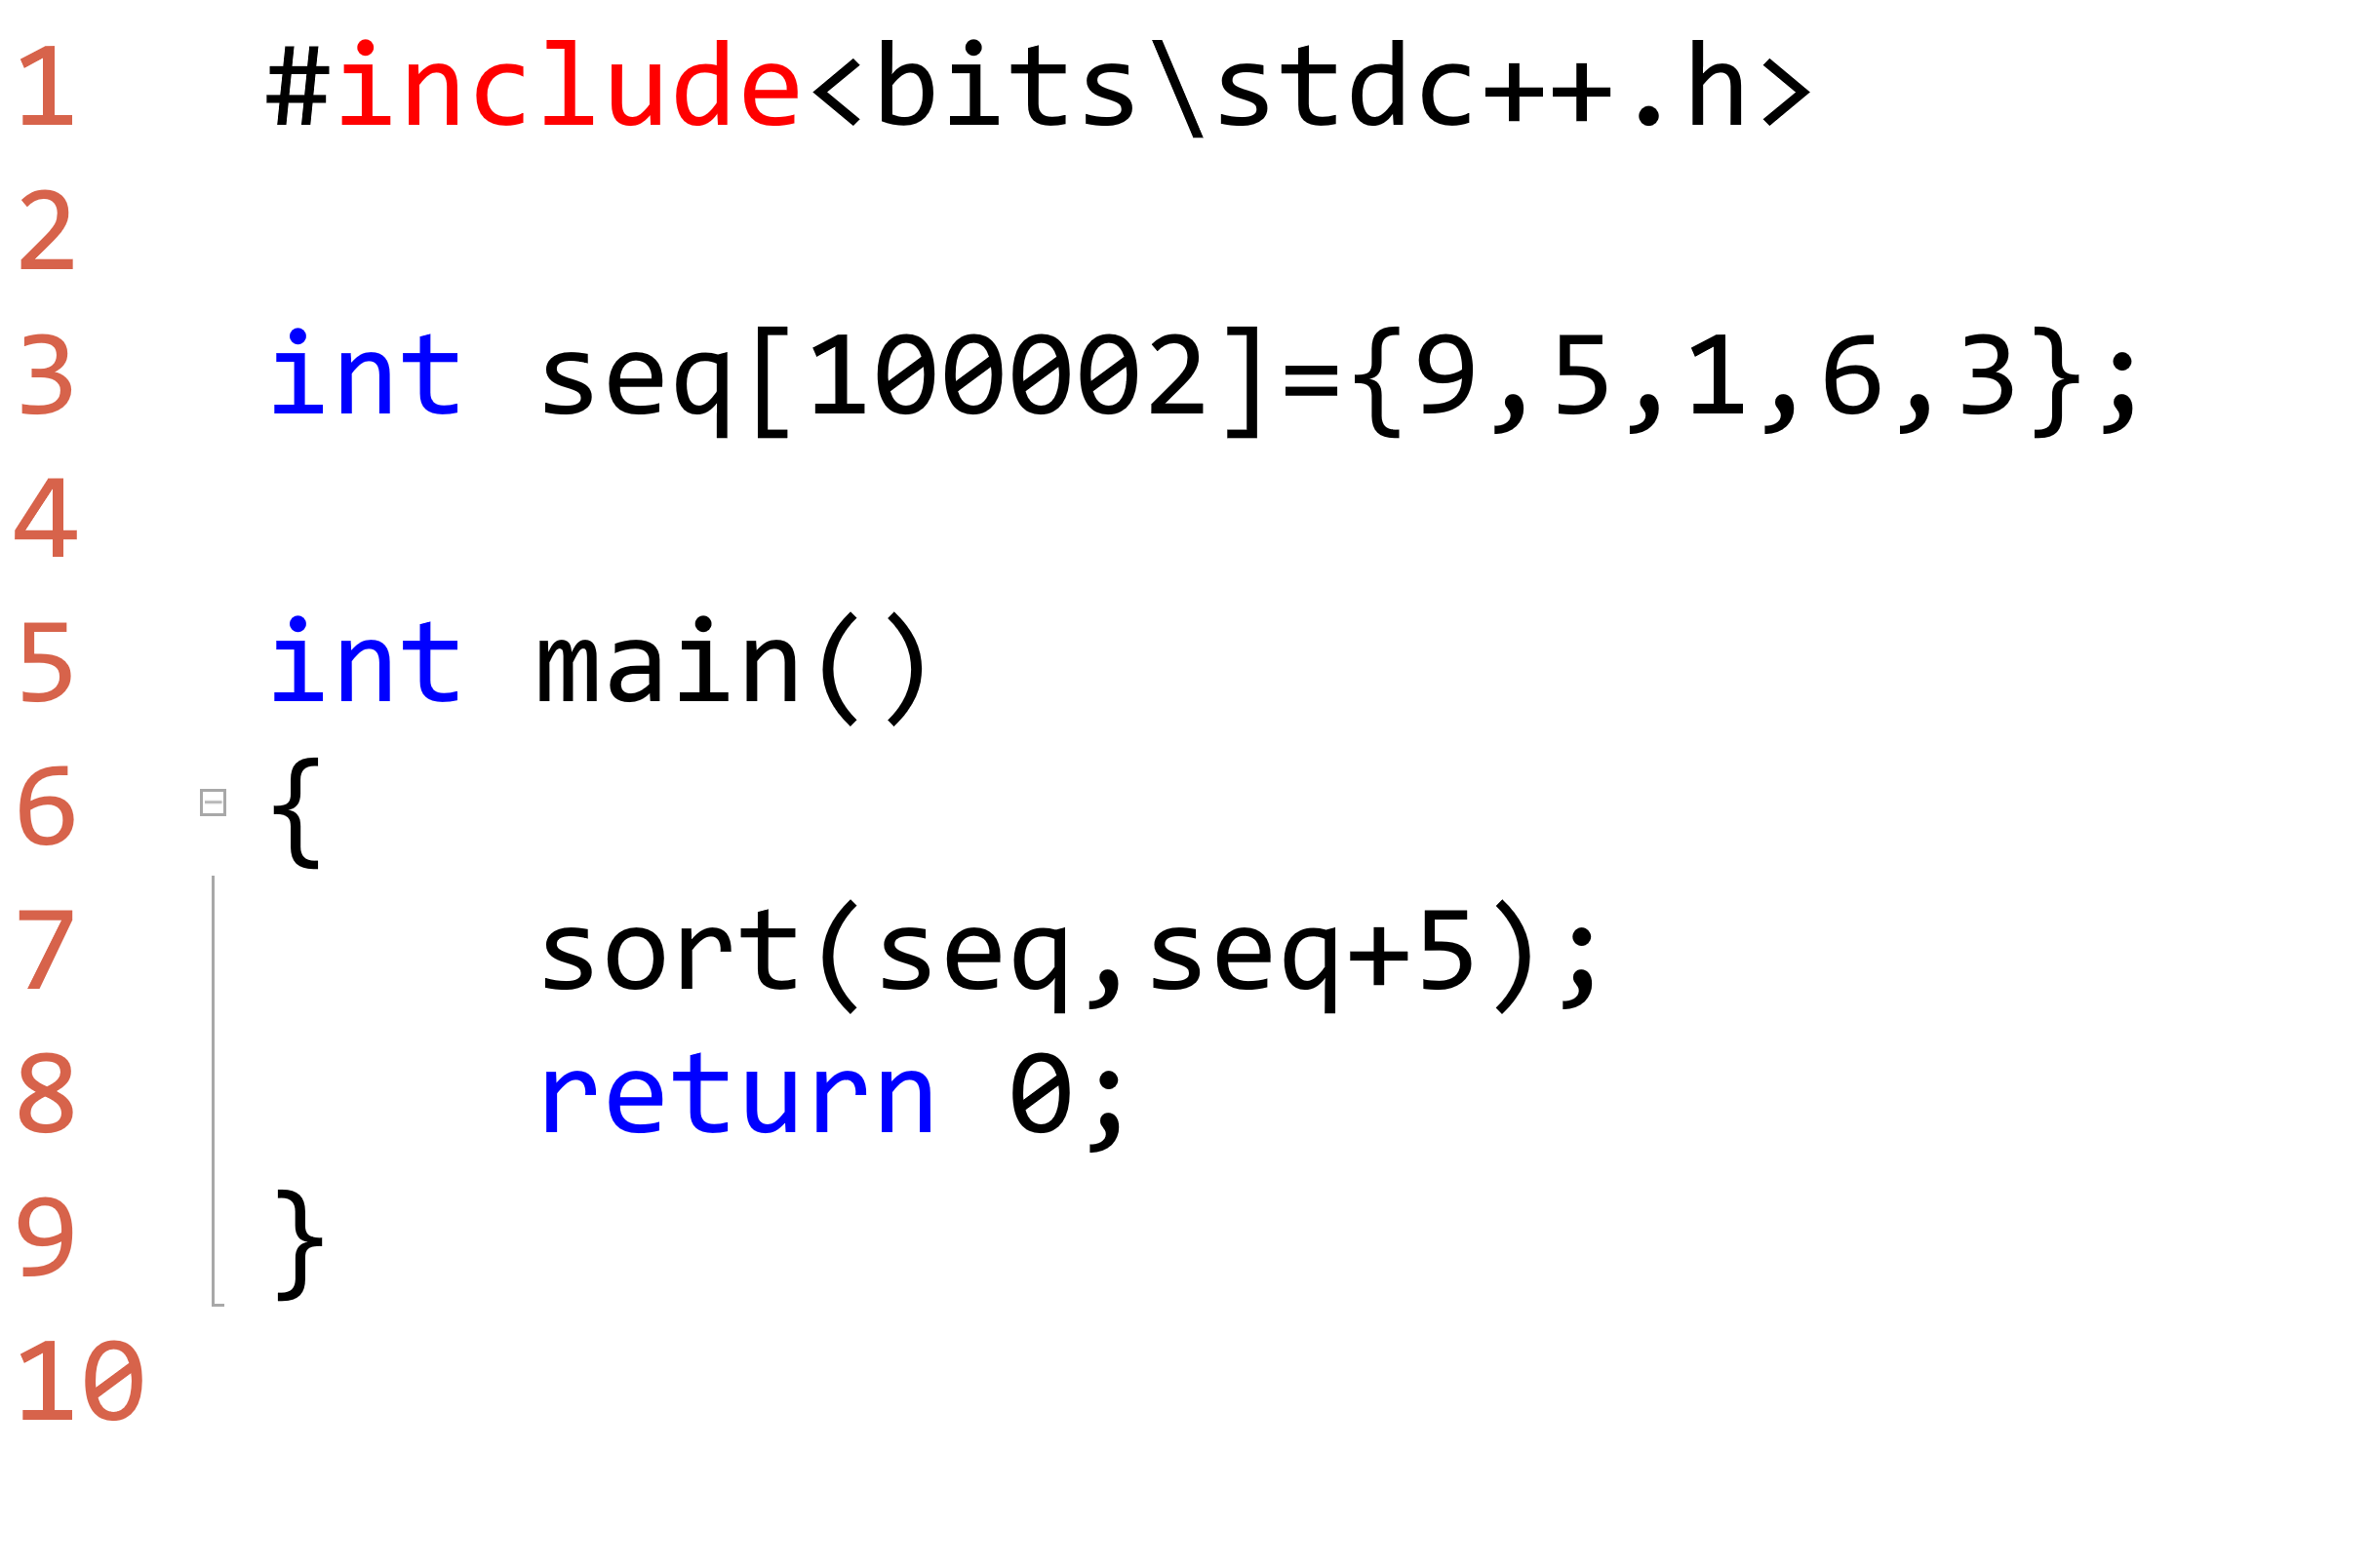 1 #include<bits\stdc++.h>
2
3 int seq[100002]={9,5,1,6,3};
4
5 int main()
6 {
7     sort(seq,seq+5);
8     return 0;
9 }
10